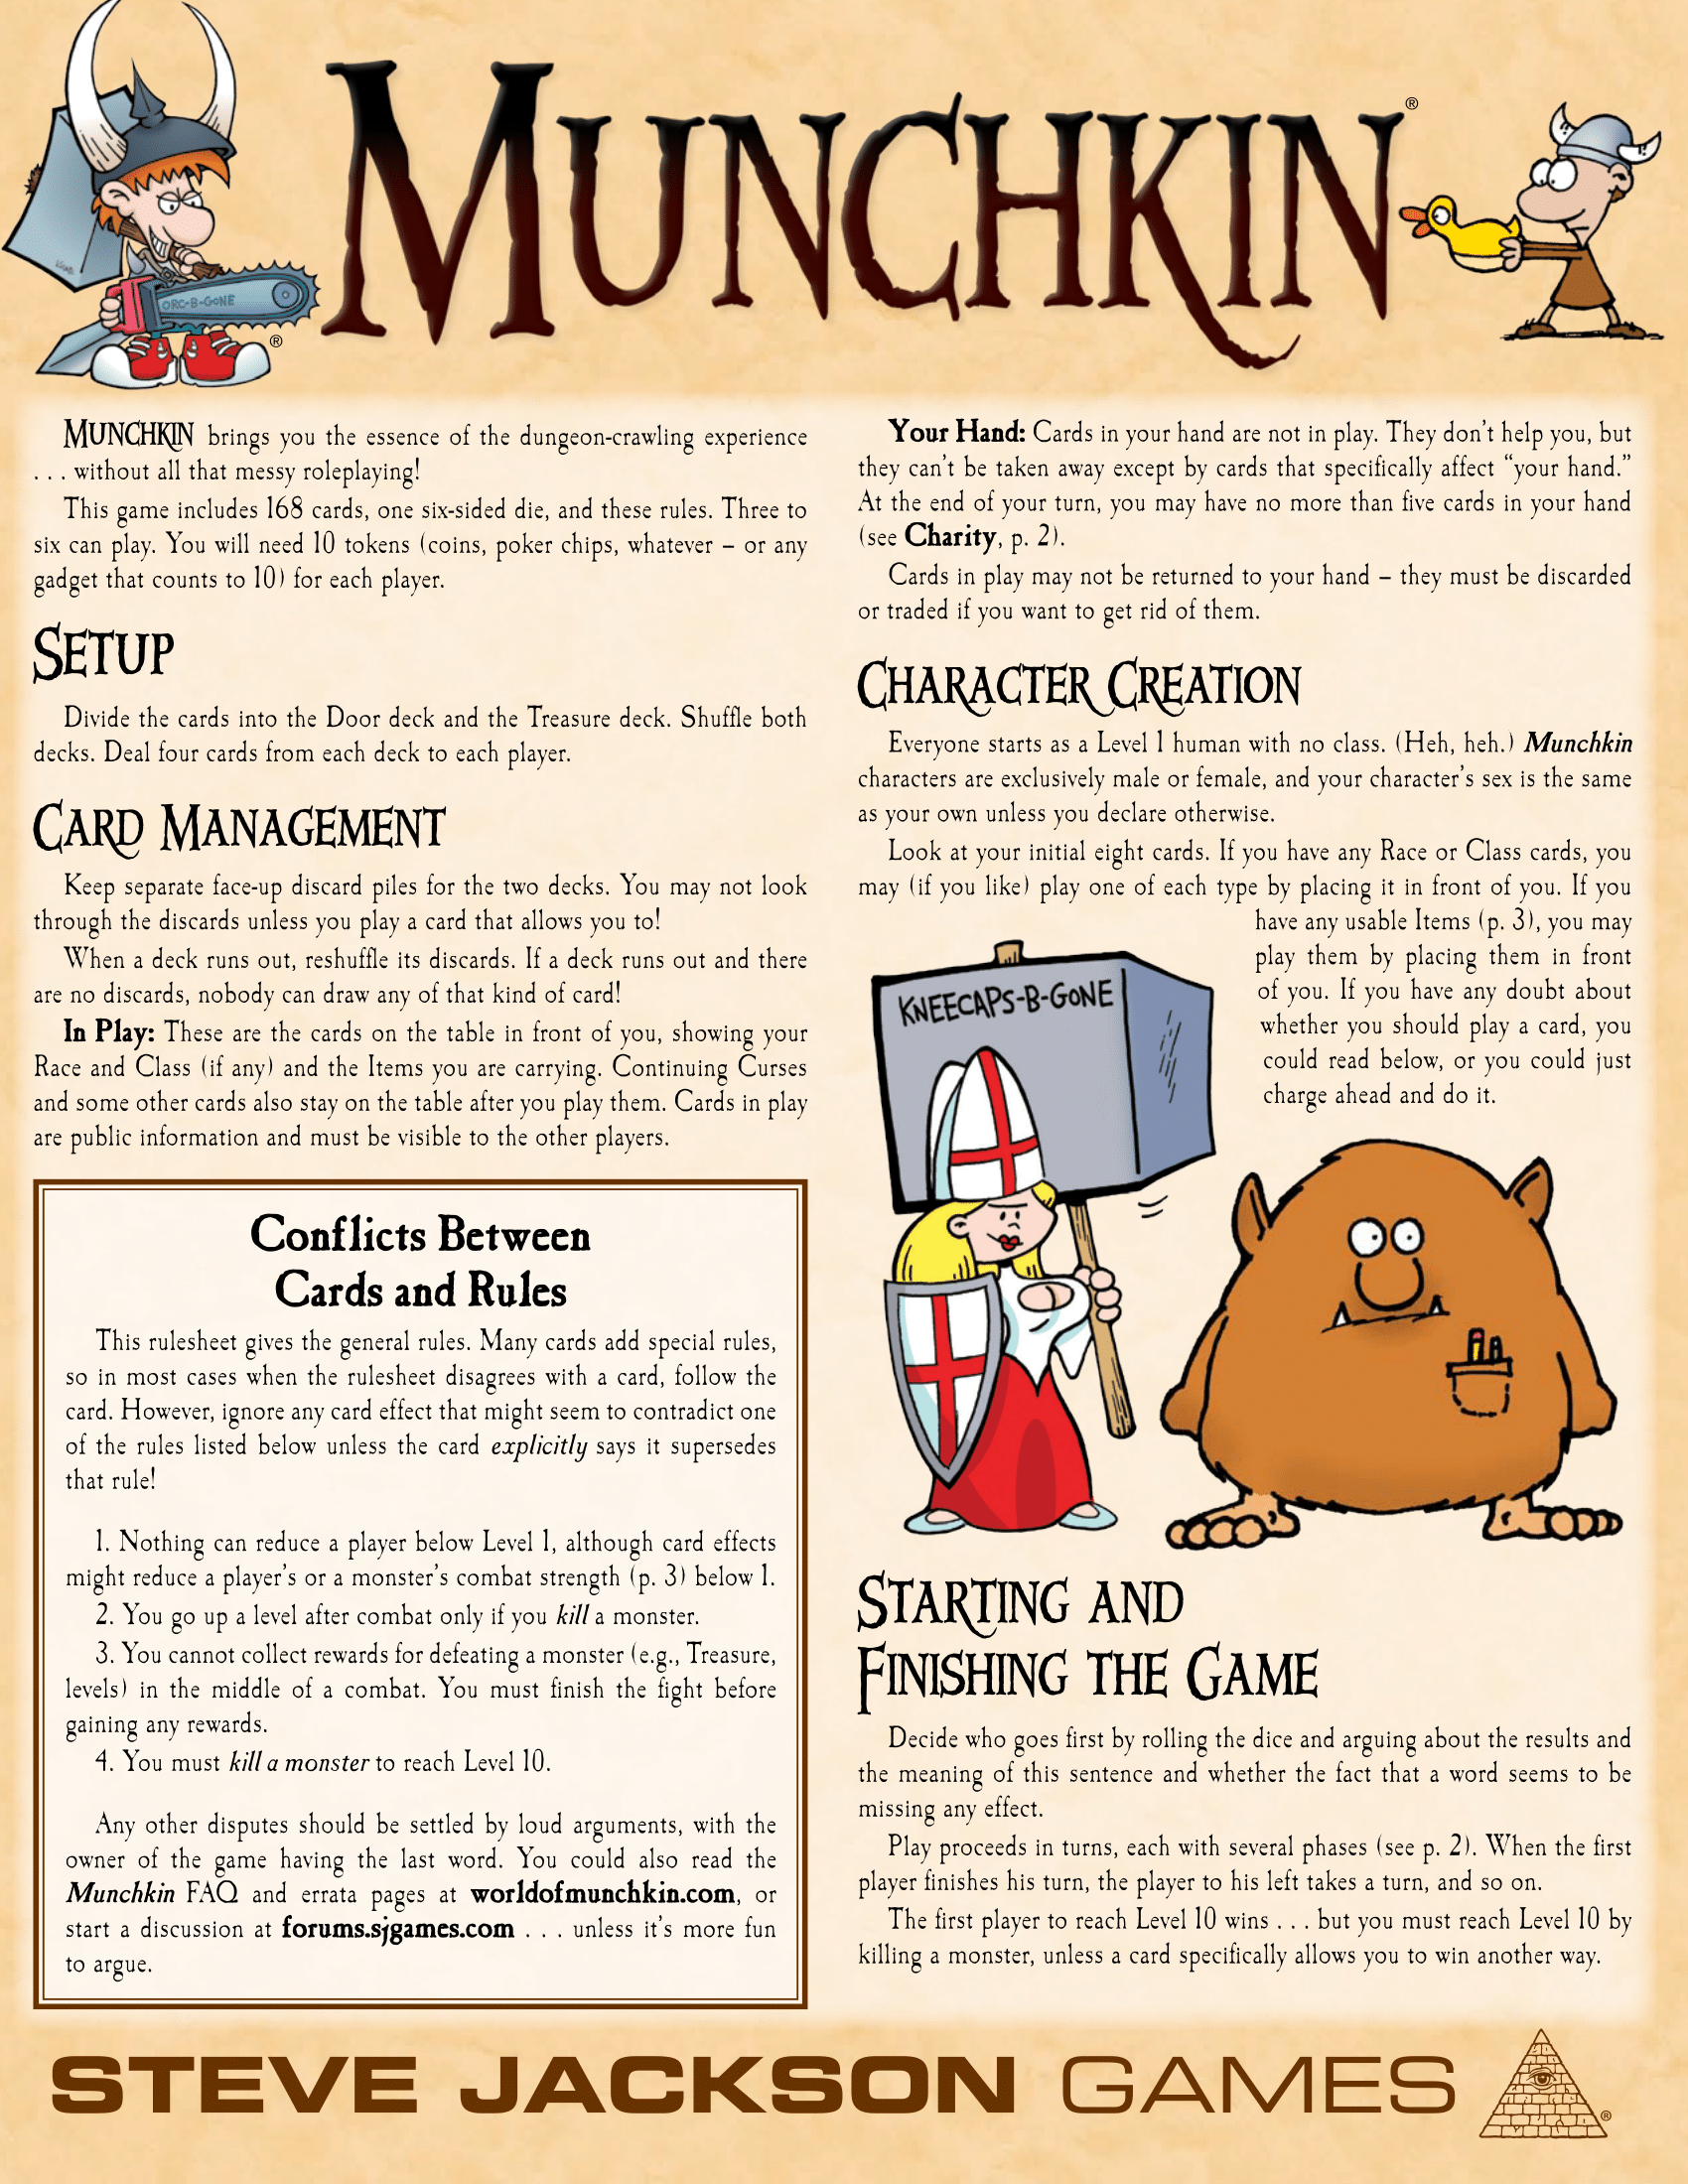 MUNCHKIN®
ORC-B-GONE
®
MUNCHKIN brings you the essence of the dungeon-crawling experience
. . . without all that messy roleplaying!
This game includes 168 cards, one six-sided die, and these rules. Three to
six can play. You will need 10 tokens (coins, poker chips, whatever – or any
gadget that counts to 10) for each player.
SETUP
Divide the cards into the Door deck and the Treasure deck. Shuffle both
decks. Deal four cards from each deck to each player.
CARD MANAGEMENT
Keep separate face-up discard piles for the two decks. You may not look
through the discards unless you play a card that allows you to!
When a deck runs out, reshuffle its discards. If a deck runs out and there
are no discards, nobody can draw any of that kind of card!
In Play: These are the cards on the table in front of you, showing your
Race and Class (if any) and the Items you are carrying. Continuing Curses
and some other cards also stay on the table after you play them. Cards in play
are public information and must be visible to the other players.
Conflicts Between
Cards and Rules
This rulesheet gives the general rules. Many cards add special rules,
so in most cases when the rulesheet disagrees with a card, follow the
card. However, ignore any card effect that might seem to contradict one
of the rules listed below unless the card explicitly says it supersedes
that rule!
1. Nothing can reduce a player below Level 1, although card effects
might reduce a player's or a monster's combat strength (p. 3) below 1.
2. You go up a level after combat only if you kill a monster.
3. You cannot collect rewards for defeating a monster (e.g., Treasure,
levels) in the middle of a combat. You must finish the fight before
gaining any rewards.
4. You must kill a monster to reach Level 10.
Any other disputes should be settled by loud arguments, with the
owner of the game having the last word. You could also read the
Munchkin FAQ and errata pages at worldofmunchkin.com, or
start a discussion at forums.sjgames.com . . . unless it's more fun
to argue.
Your Hand: Cards in your hand are not in play. They don't help you, but
they can't be taken away except by cards that specifically affect “your hand.”
At the end of your turn, you may have no more than five cards in your hand
(see Charity, p. 2).
Cards in play may not be returned to your hand – they must be discarded
or traded if you want to get rid of them.
CHARACTER CREATION
Everyone starts as a Level 1 human with no class. (Heh, heh.) Munchkin
characters are exclusively male or female, and your character's sex is the same
as your own unless you declare otherwise.
Look at your initial eight cards. If you have any Race or Class cards, you
may (if you like) play one of each type by placing it in front of you. If you
have any usable Items (p. 3), you may
play them by placing them in front
of you. If you have any doubt about
whether you should play a card, you
could read below, or you could just
charge ahead and do it.
KNEECAPS-B-GONE
STARTING AND
FINISHING THE GAME
Decide who goes first by rolling the dice and arguing about the results and
the meaning of this sentence and whether the fact that a word seems to be
missing any effect.
Play proceeds in turns, each with several phases (see p. 2). When the first
player finishes his turn, the player to his left takes a turn, and so on.
The first player to reach Level 10 wins . . . but you must reach Level 10 by
killing a monster, unless a card specifically allows you to win another way.
STEVE JACKSON GAMES
®